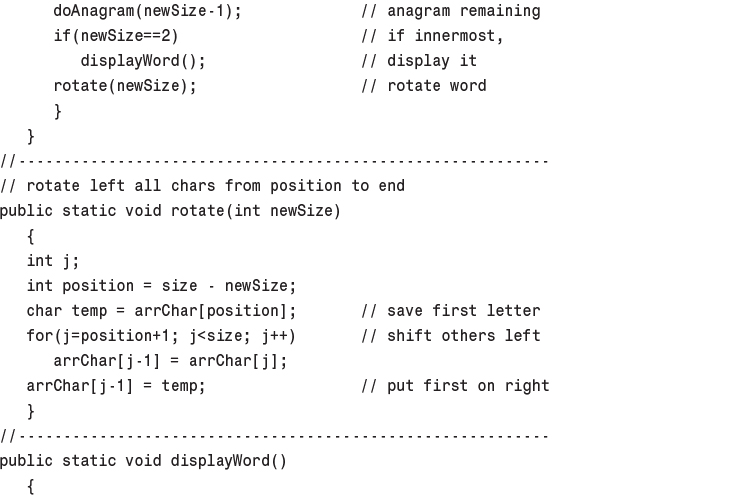 doAnagram(newSize-1); // anagram remaining
if(newSize==2) // if innermost,
displayWord(); // display it
rotate(newSize); // rotate word
}
}
//-----------------------------------------------------------
// rotate left all chars from position to end
public static void rotate(int newSize)
{
int j;
int position = size - newSize;
char temp = arrChar[position]; // save first letter
for(j=position+1; j<size; j++) // shift others left
arrChar[j-1] = arrChar[j];
arrChar[j-1] = temp; // put first on right
}
//-----------------------------------------------------------
public static void displayWord()
{